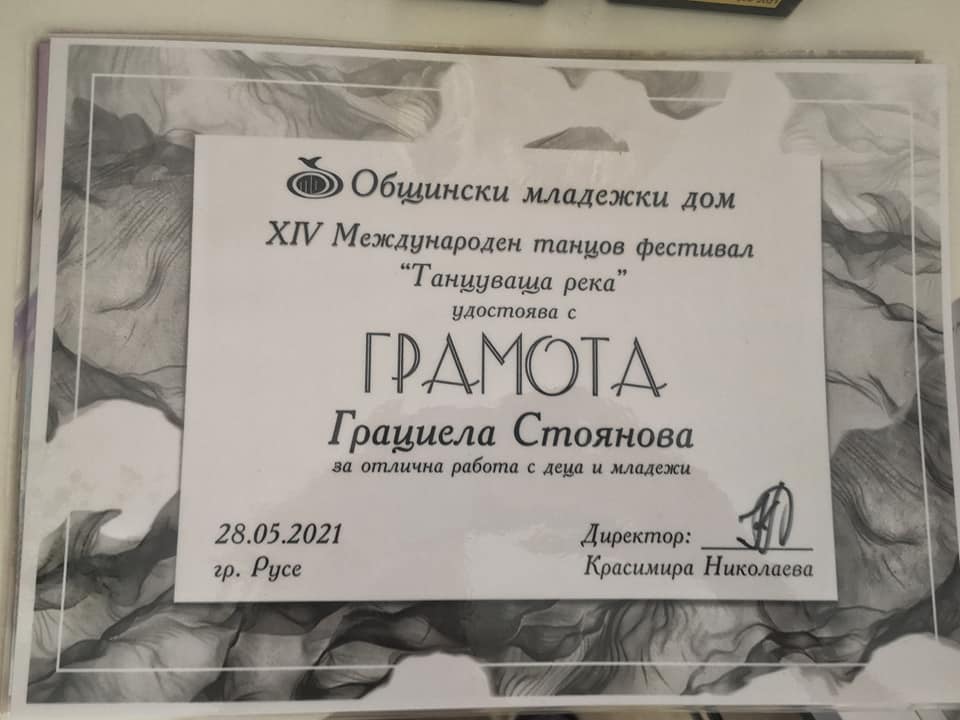 Общински младежки дом
XIV Международен танцов фестивал
“Танцуваща река”
удостоява с
ГРАМОТА
Грациела Стоянова
за отлична работа с деца и младежи
28.05.2021
гр. Русе
Директор:
Красимира Николаева